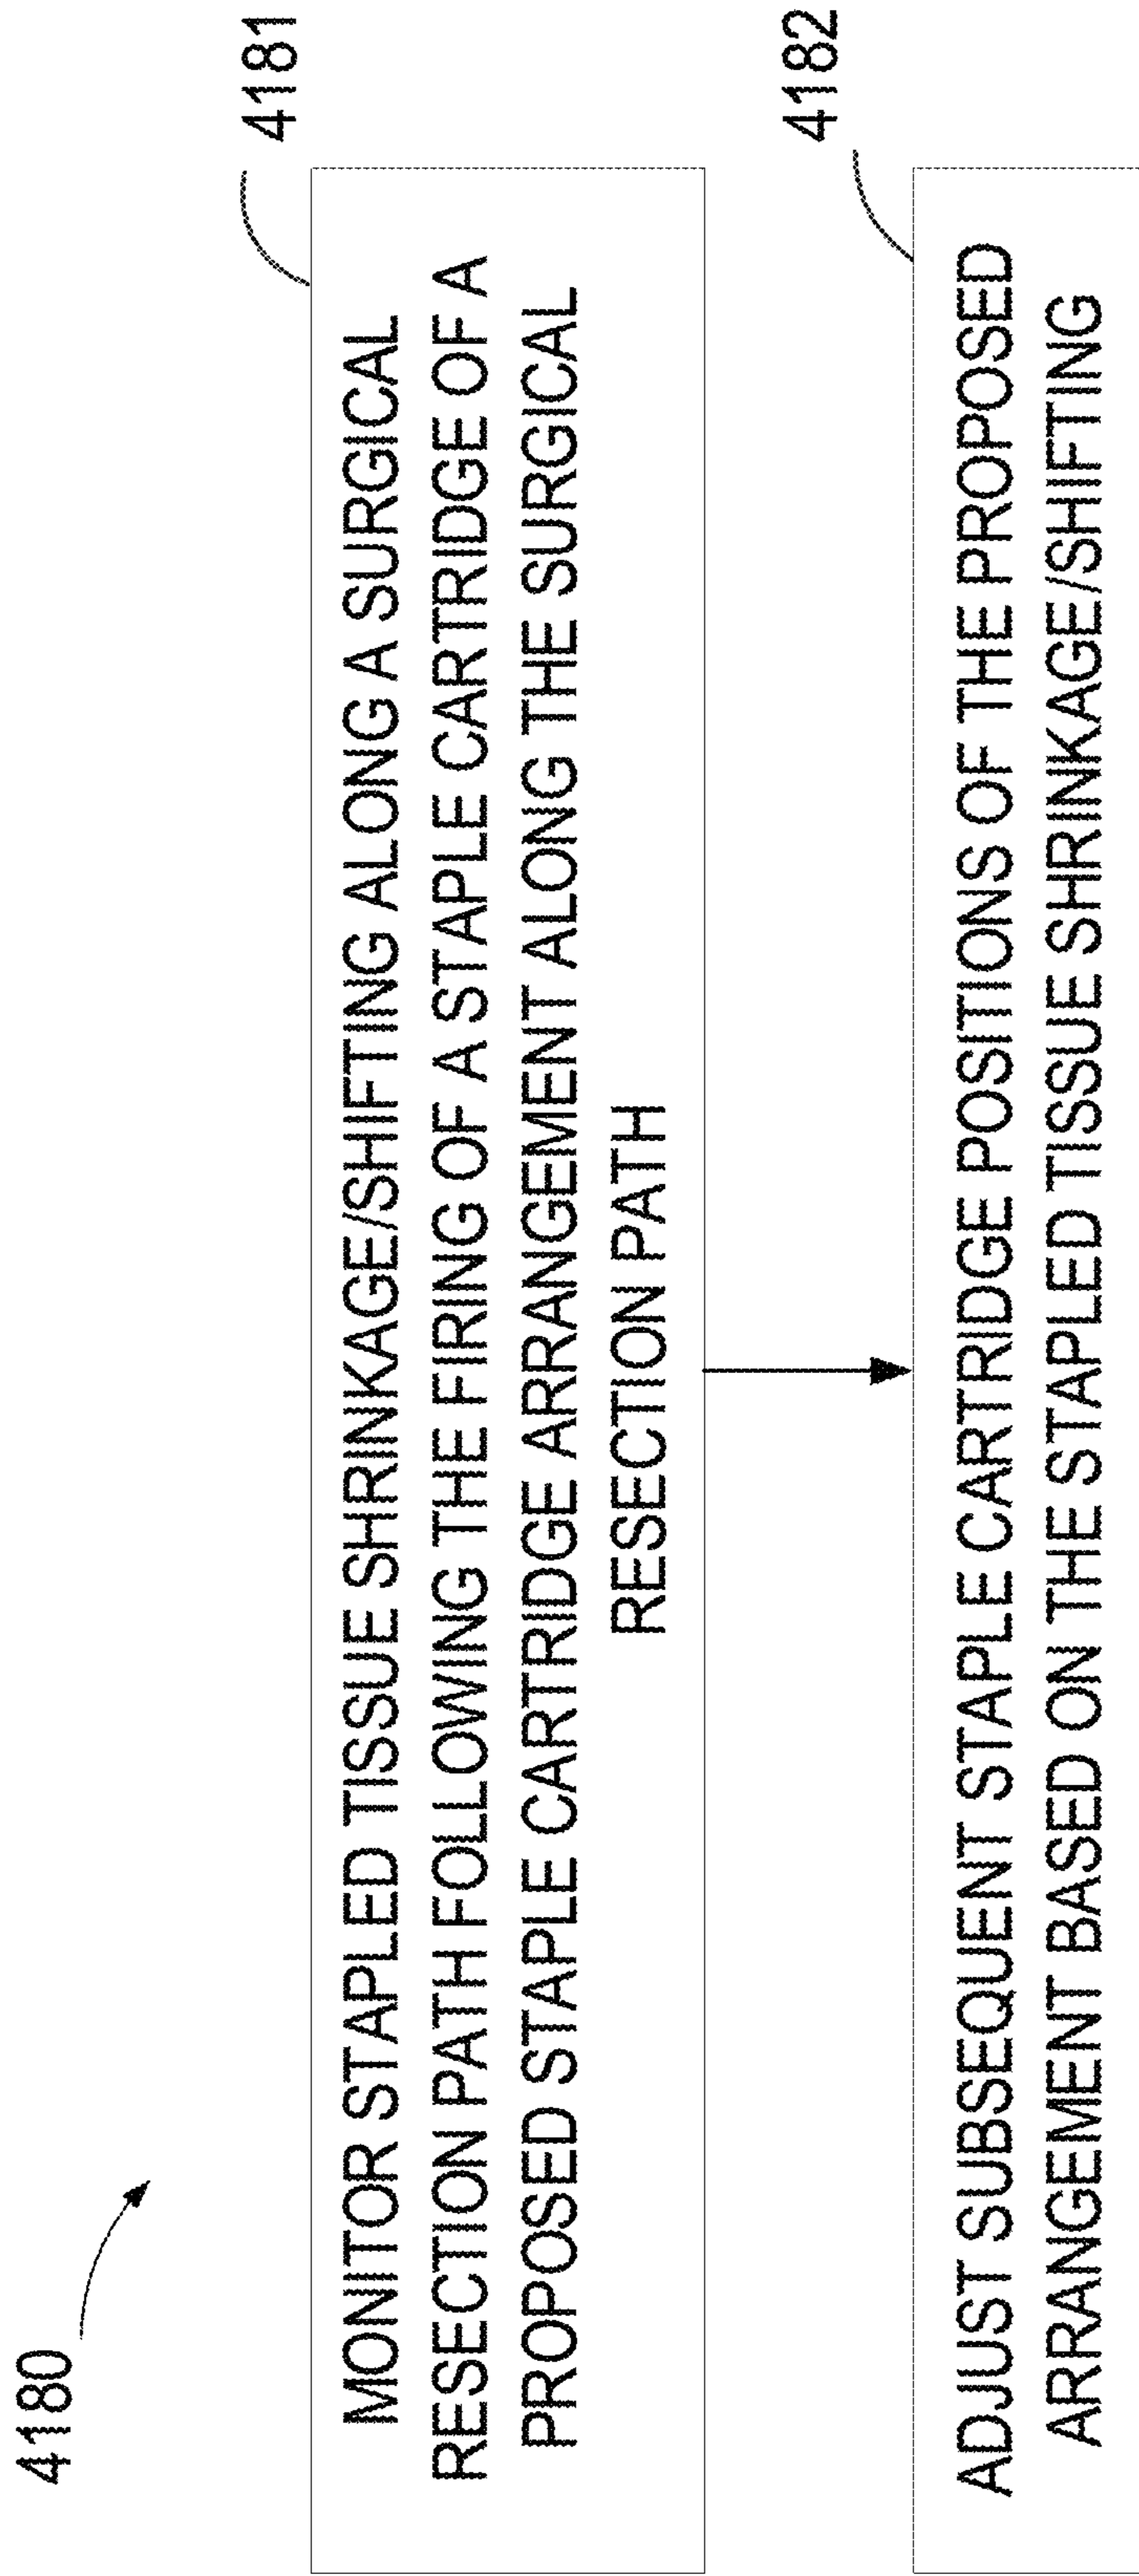 4180
4181
MONITOR STAPLED TISSUE SHRINKAGE/SHIFTING ALONG A SURGICAL
RESECTION PATH FOLLOWING THE FIRING OF A STAPLE CARTRIDGE OF A
PROPOSED STAPLE CARTRIDGE ARRANGEMENT ALONG THE SURGICAL
RESECTION PATH
4182
ADJUST SUBSEQUENT STAPLE CARTRIDGE POSITIONS OF THE PROPOSED
ARRANGEMENT BASED ON THE STAPLED TISSUE SHRINKAGE/SHIFTING